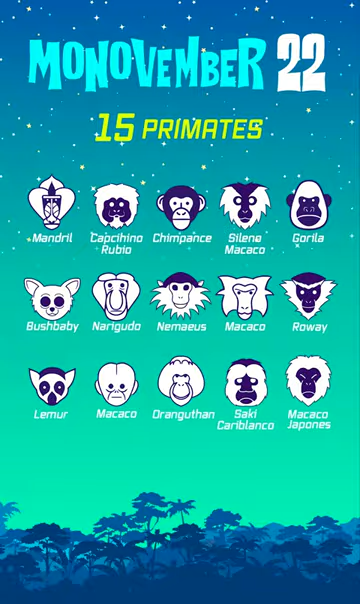 MONOVEMBER 22
15 PRIMATES
Mandril
Capcihino
Rubio
Chimpance
Sileno
Macaco
Gorila
Bushbaby
Narigudo
Nemaeus
Macaco
Roway
Lemur
Macaco
Oranguthan
Saki
Cariblanco
Macaco
Japones